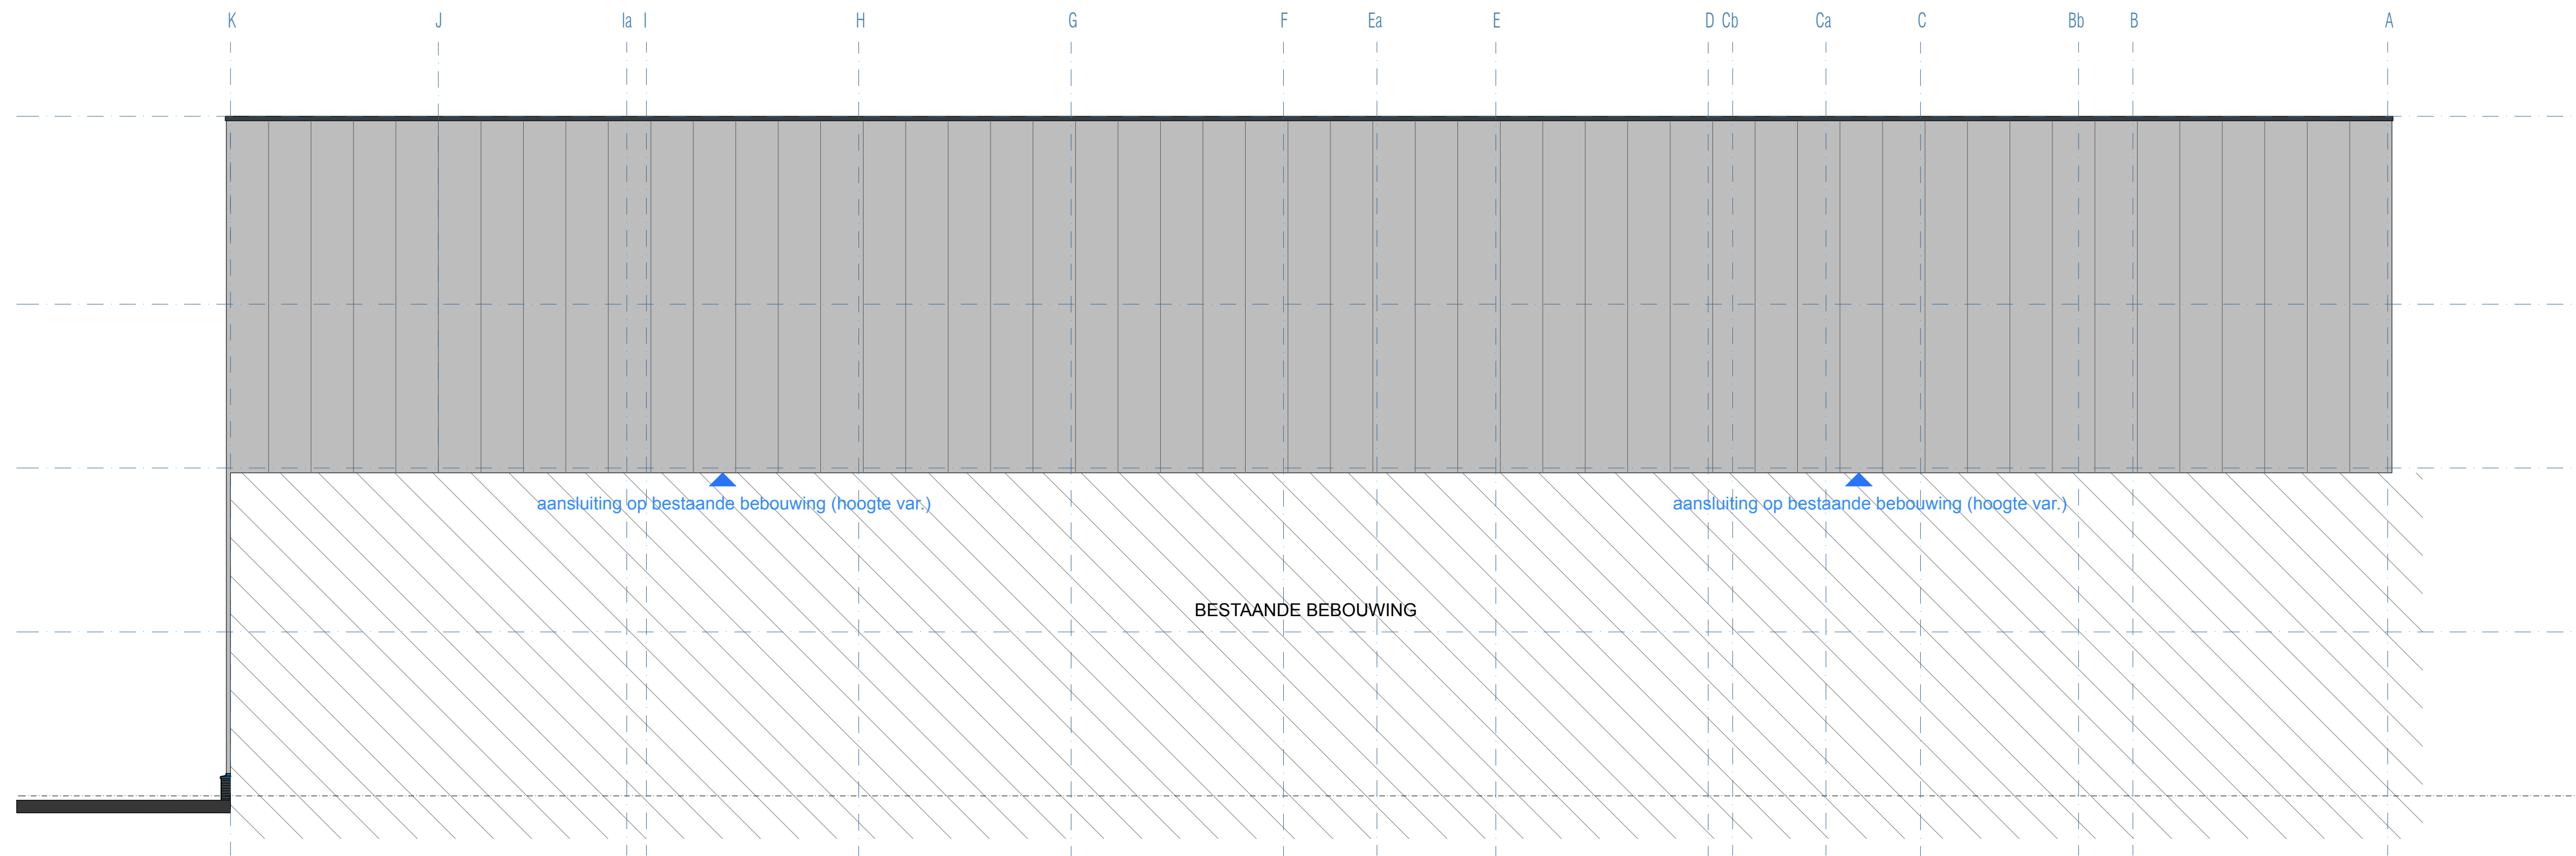 K J Ia I H G F Ea E D Cb Ca C Bb B A
aansluiting op bestaande bebouwing (hoogte var.) aansluiting op bestaande bebouwing (hoogte var.)
BESTAANDE BEBOUWING